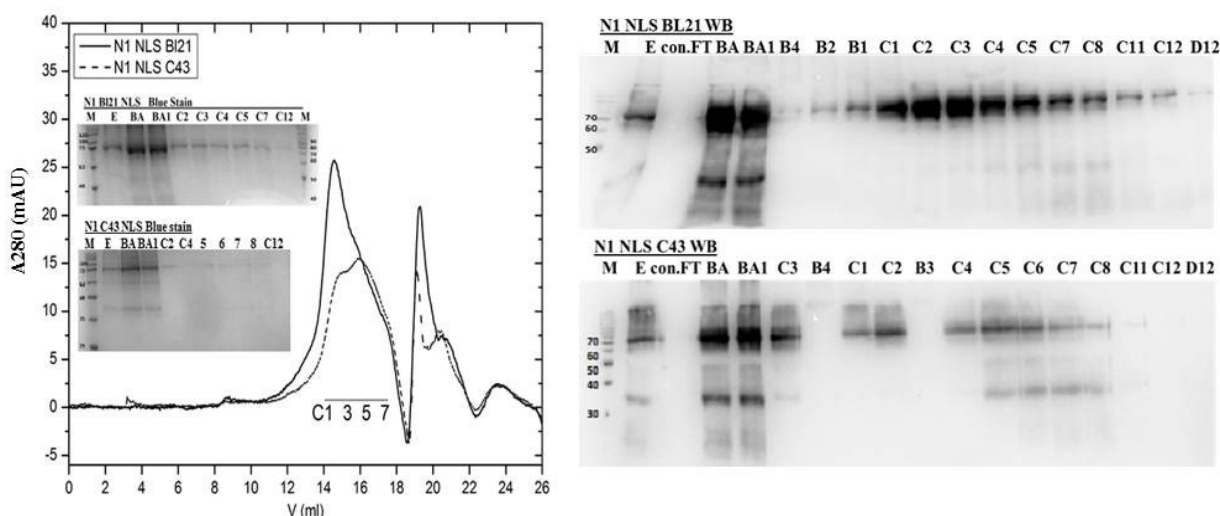 40
35
30
25
20
15
10
5
0
-5
A280 (mAU)
N1 NLS Bl21
N1 NLS C43
N1 Bl21 NLS Blue Stain
M E BA BA1 C2 C3 C4 C5 C7 C12 M
N1 C43 NLS Blue stain
M E BA BA1 C2 C4 5 6 7 8 C12
C1 3 5 7
0 2 4 6 8 10 12 14 16 18 20 22 24 26
V (ml)
N1 NLS BL21 WB
M E con.FT BA BA1 B4 B2 B1 C1 C2 C3 C4 C5 C7 C8 C11 C12 D12
70
60
50
N1 NLS C43 WB
M E con.FT BA BA1 C3 B4 C1 C2 B3 C4 C5 C6 C7 C8 C11 C12 D12
70
60
50
40
30